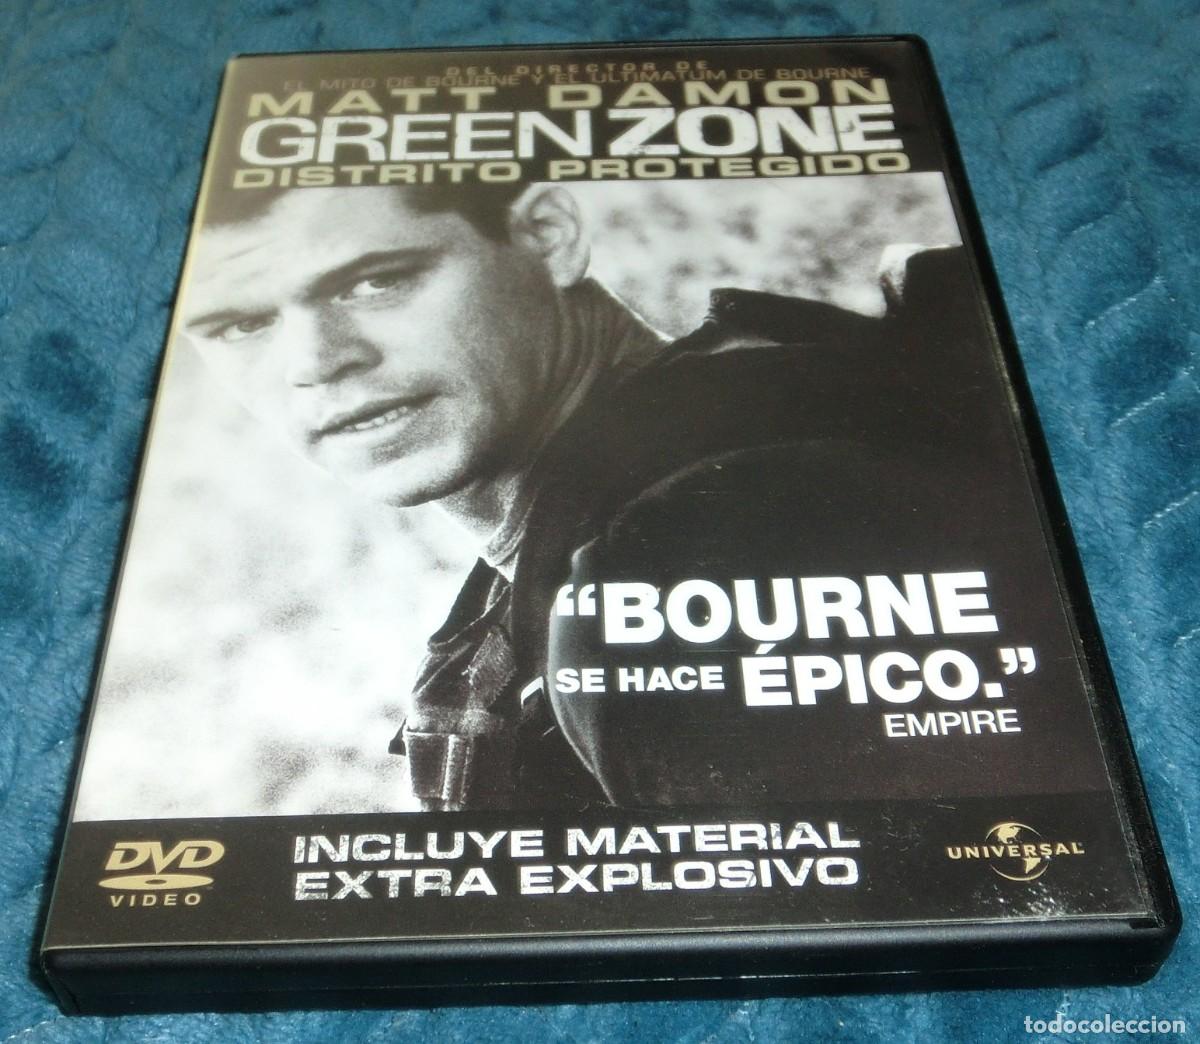 DEL DIRECTOR DE
EL MITO DE BOURNE Y EL ULTIMATUM DE BOURNE
MATT DAMON
GREEN ZONE
DISTRITO PROTEGIDO
“BOURNE
SE HACE ÉPICO.”
EMPIRE
DVD
VIDEO
INCLUYE MATERIAL
EXTRA EXPLOSIVO
UNIVERSAL
todocoleccion